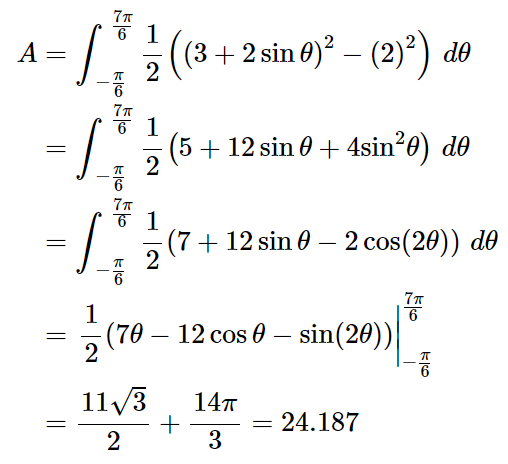 A = ∫_{-π/6}^{7π/6} 1/2 ((3 + 2 sin θ)² − (2)²) dθ
= ∫_{-π/6}^{7π/6} 1/2 (5 + 12 sin θ + 4sin²θ) dθ
= ∫_{-π/6}^{7π/6} 1/2 (7 + 12 sin θ − 2 cos(2θ)) dθ
= 1/2 (7θ − 12 cos θ − sin(2θ))|_{-π/6}^{7π/6}
= 11√3/2 + 14π/3 = 24.187